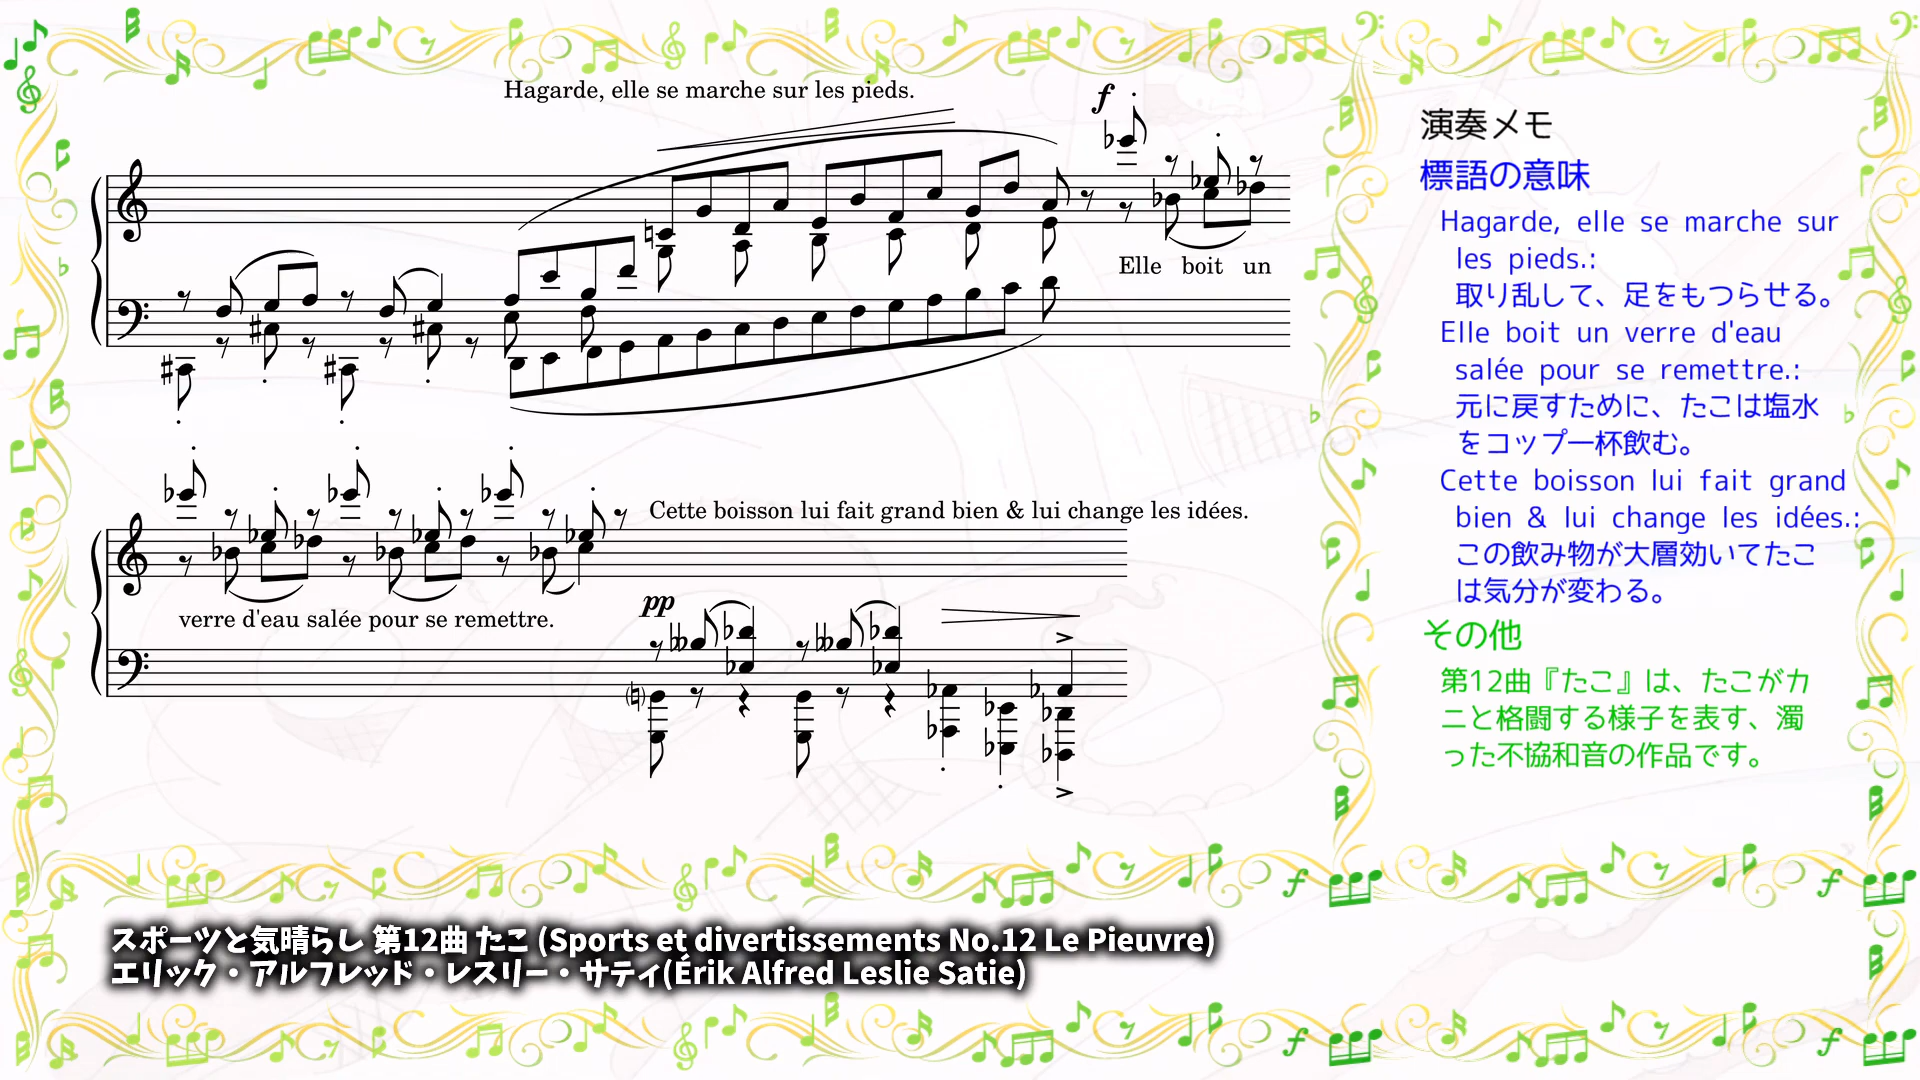 Hagarde, elle se marche sur les pieds.
f
Elle boit un
Cette boisson lui fait grand bien & lui change les idées.
verre d'eau salée pour se remettre.
pp
演奏メモ
標語の意味
Hagarde, elle se marche sur
les pieds.:
取り乱して、足をもつらせる。
Elle boit un verre d'eau
salée pour se remettre.:
元に戻すために、たこは塩水
をコップ一杯飲む。
Cette boisson lui fait grand
bien & lui change les idées.:
この飲み物が大層効いてたこ
は気分が変わる。
その他
第12曲『たこ』は、たこがカ
ニと格闘する様子を表す、濁
った不協和音の作品です。
スポーツと気晴らし 第12曲 たこ (Sports et divertissements No.12 Le Pieuvre)
エリック・アルフレッド・レスリー・サティ(Érik Alfred Leslie Satie)